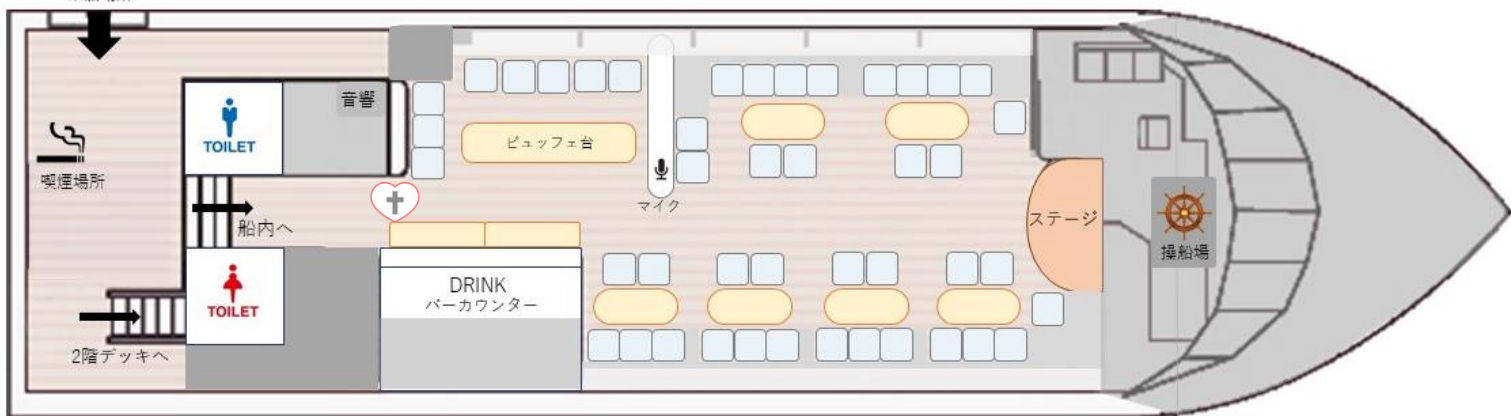 音響
TOILET
ビュッフェ台
喫煙場所
マイク
船内へ
ステージ
操船場
DRINK
バーカウンター
TOILET
2階デッキへ